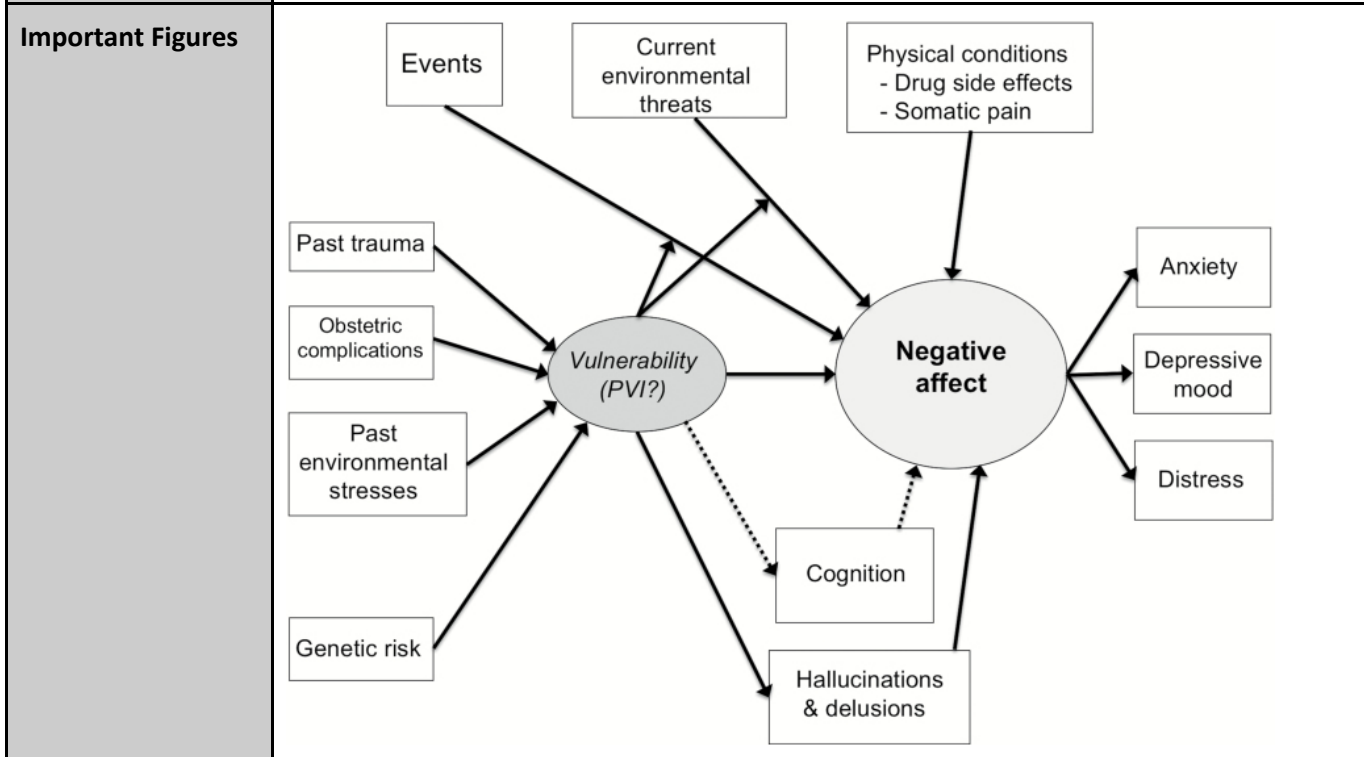 Important Figures
Events
Current
environmental
threats
Physical conditions
- Drug side effects
- Somatic pain
Past trauma
Obstetric
complications
Past
environmental
stresses
Genetic risk
Vulnerability
(PVI?)
Negative
affect
Cognition
Hallucinations
& delusions
Anxiety
Depressive
mood
Distress